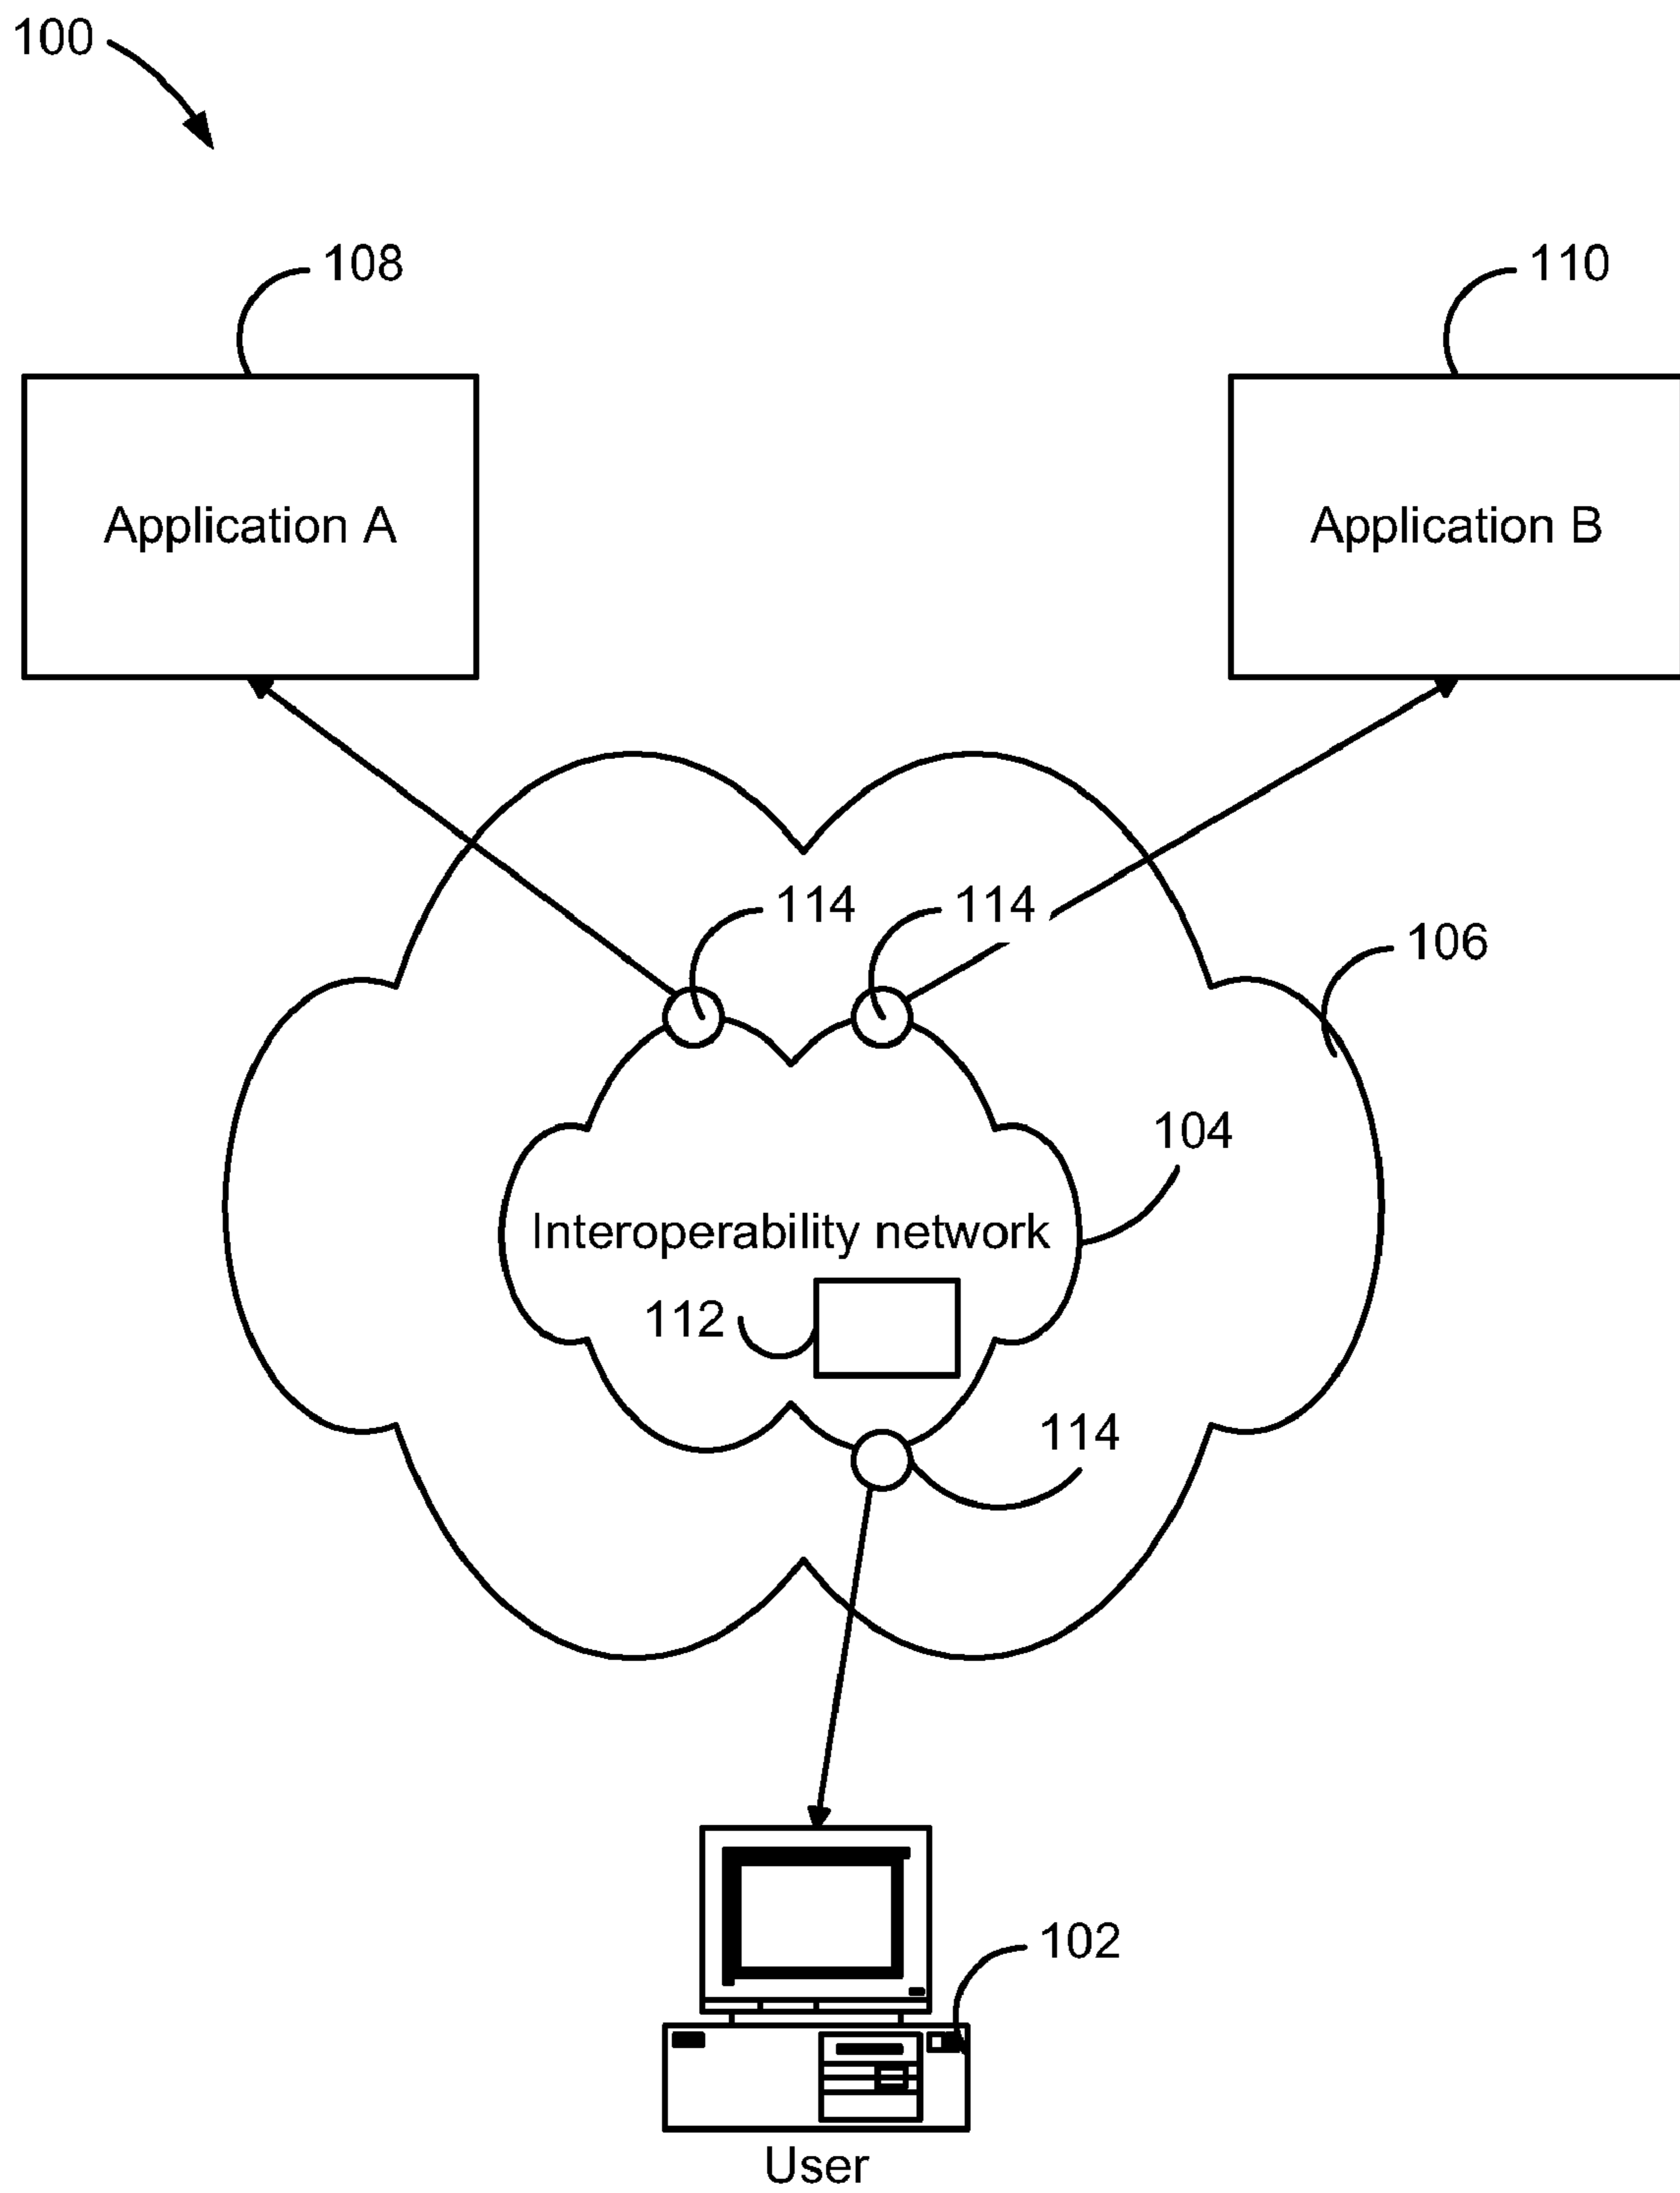 100
108
110
Application A
Application B
114
114
106
104
Interoperability network
112
114
102
User